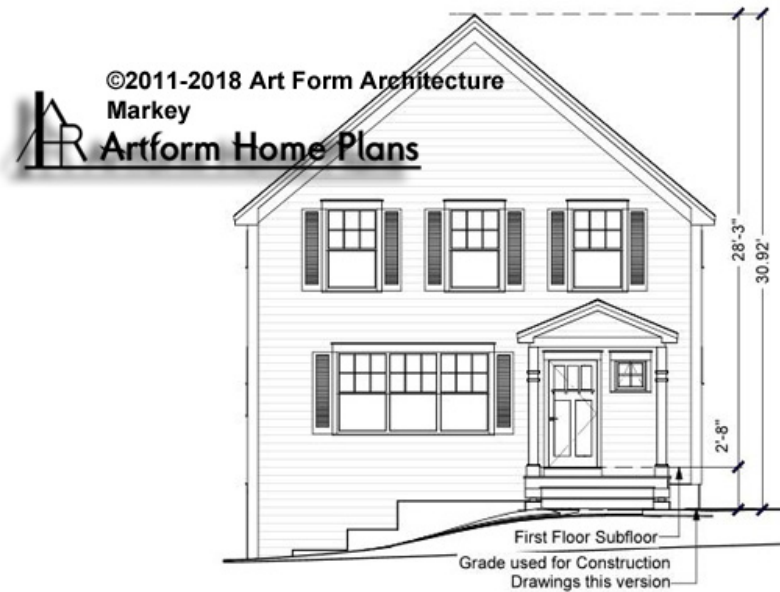 ©2011-2018 Art Form Architecture
Markey
AFR
Artform Home Plans
28'-3"
30.92'
2'-8"
First Floor Subfloor
Grade used for Construction
Drawings this version